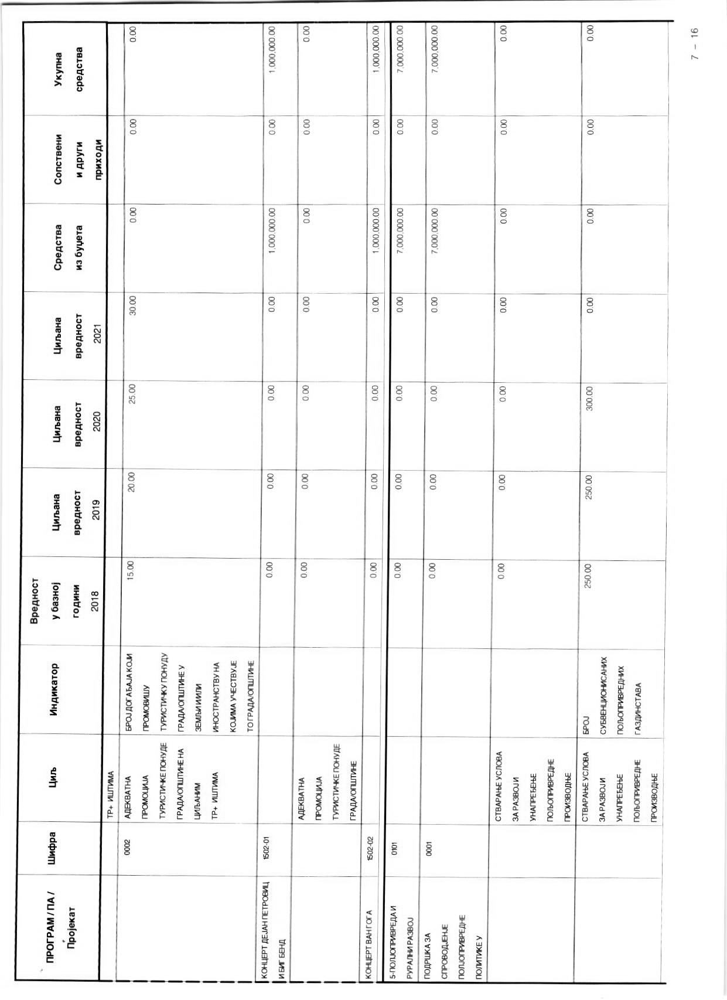 ПРОГРАМ / ПА /
Пројекат
Шифра
Циљ
Индикатор
Вредност
у базној
години
2018
Циљана
вредност
2019
Циљана
вредност
2020
Циљана
вредност
2021
Средства
из буџета
Сопствени
и други
приходи
Укупна
средства
ТР+ ИШТИМА
0002
АДЕКВАТНА
ПРОМОЦИЈА
ТУРИСТИЧКЕ ПОНУДЕ
ГРАДА/ОПШТИНЕ НА
ЦИЉАНИМ
ТР+ ИШТИМА
БРОЈ ДОГАЂАЈА КОЈИ
ПРОМОВИШУ
ТУРИСТИЧКУ ПОНУДУ
ГРАДА/ОПШТИНЕ У
ЗЕМЉИ И/ИЛИ
ИНОСТРАНСТВУ НА
КОЈИМА УЧЕСТВУЈЕ
ТО ГРАДА/ОПШТИНЕ
15.00
20.00
25.00
30.00
0.00
0.00
0.00
КОНЦЕРТ ДЕЈАН ПЕТРОВИЦ
И БИГ БЕНД
1502-01
0.00
0.00
0.00
0.00
1,000,000.00
0.00
1,000,000.00
АДЕКВАТНА
ПРОМОЦИЈА
ТУРИСТИЧКЕ ПОНУДЕ
ГРАДА/ОПШТИНЕ
0.00
0.00
0.00
0.00
0.00
0.00
0.00
КОНЦЕРТ ВАН ГОГА
1502-02
0.00
0.00
0.00
0.00
1,000,000.00
0.00
1,000,000.00
5-ПОЛЈОПРИВРЕДА И
РУРАЛНИ РАЗВОЈ
0101
0.00
0.00
0.00
0.00
7,000,000.00
0.00
7,000,000.00
ПОДРШКА ЗА
СПРОВОДЈЕНЈЕ
ПОЛЈОПРИВРЕДНЕ
ПОЛИТИКЕ У
0001
0.00
0.00
0.00
0.00
7,000,000.00
0.00
7,000,000.00
СТВАРАЊЕ УСЛОВА
ЗА РАЗВОЈ И
УНАПРЕЂЕЊЕ
ПОЉОПРИВРЕДНЕ
ПРОИЗВОДЊЕ
0.00
0.00
0.00
0.00
0.00
0.00
0.00
СТВАРАЊЕ УСЛОВА
ЗА РАЗВОЈ И
УНАПРЕЂЕЊЕ
ПОЉОПРИВРЕДНЕ
ПРОИЗВОДЊЕ
БРОЈ
СУБВЕНЦИОНИСАНИХ
ПОЉОПРИВРЕДНИХ
ГАЗДИНСТАВА
250.00
250.00
300.00
0.00
0.00
0.00
0.00
7 - 16